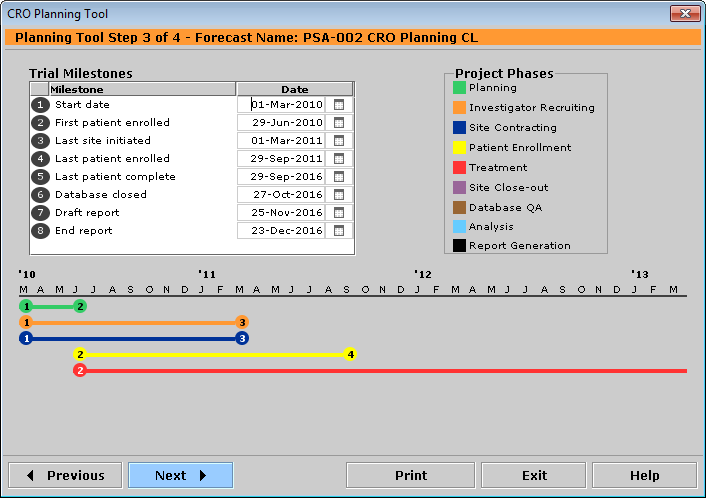 CRO Planning Tool
Planning Tool Step 3 of 4 - Forecast Name: PSA-002 CRO Planning CL
Trial Milestones
Milestone Date
1 Start date 01-Mar-2010
2 First patient enrolled 29-Jun-2010
3 Last site initiated 01-Mar-2011
4 Last patient enrolled 29-Sep-2011
5 Last patient complete 29-Sep-2016
6 Database closed 27-Oct-2016
7 Draft report 25-Nov-2016
8 End report 23-Dec-2016
Project Phases
Planning
Investigator Recruiting
Site Contracting
Patient Enrollment
Treatment
Site Close-out
Database QA
Analysis
Report Generation
'10 '11 '12 '13
M A M J J A S O N D J F M A M J J A S O N D J F M A M J J A S O N D J F M
1 2
1 3
1 3
2 4
2
Previous Next Print Exit Help